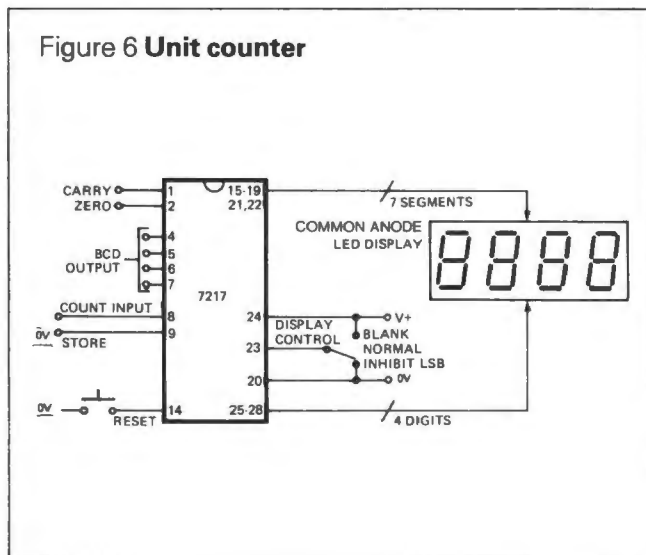 Figure 6 Unit counter
CARRY
ZERO
BCD
OUTPUT
COUNT INPUT
0V
STORE
0V
RESET
1
2
4
5
6
7
8
9
14
7217
15-19
21,22
24
23
20
25-28
7 SEGMENTS
COMMON ANODE
LED DISPLAY
8888
DISPLAY
CONTROL
V+
BLANK
NORMAL
INHIBIT LSB
0V
4 DIGITS